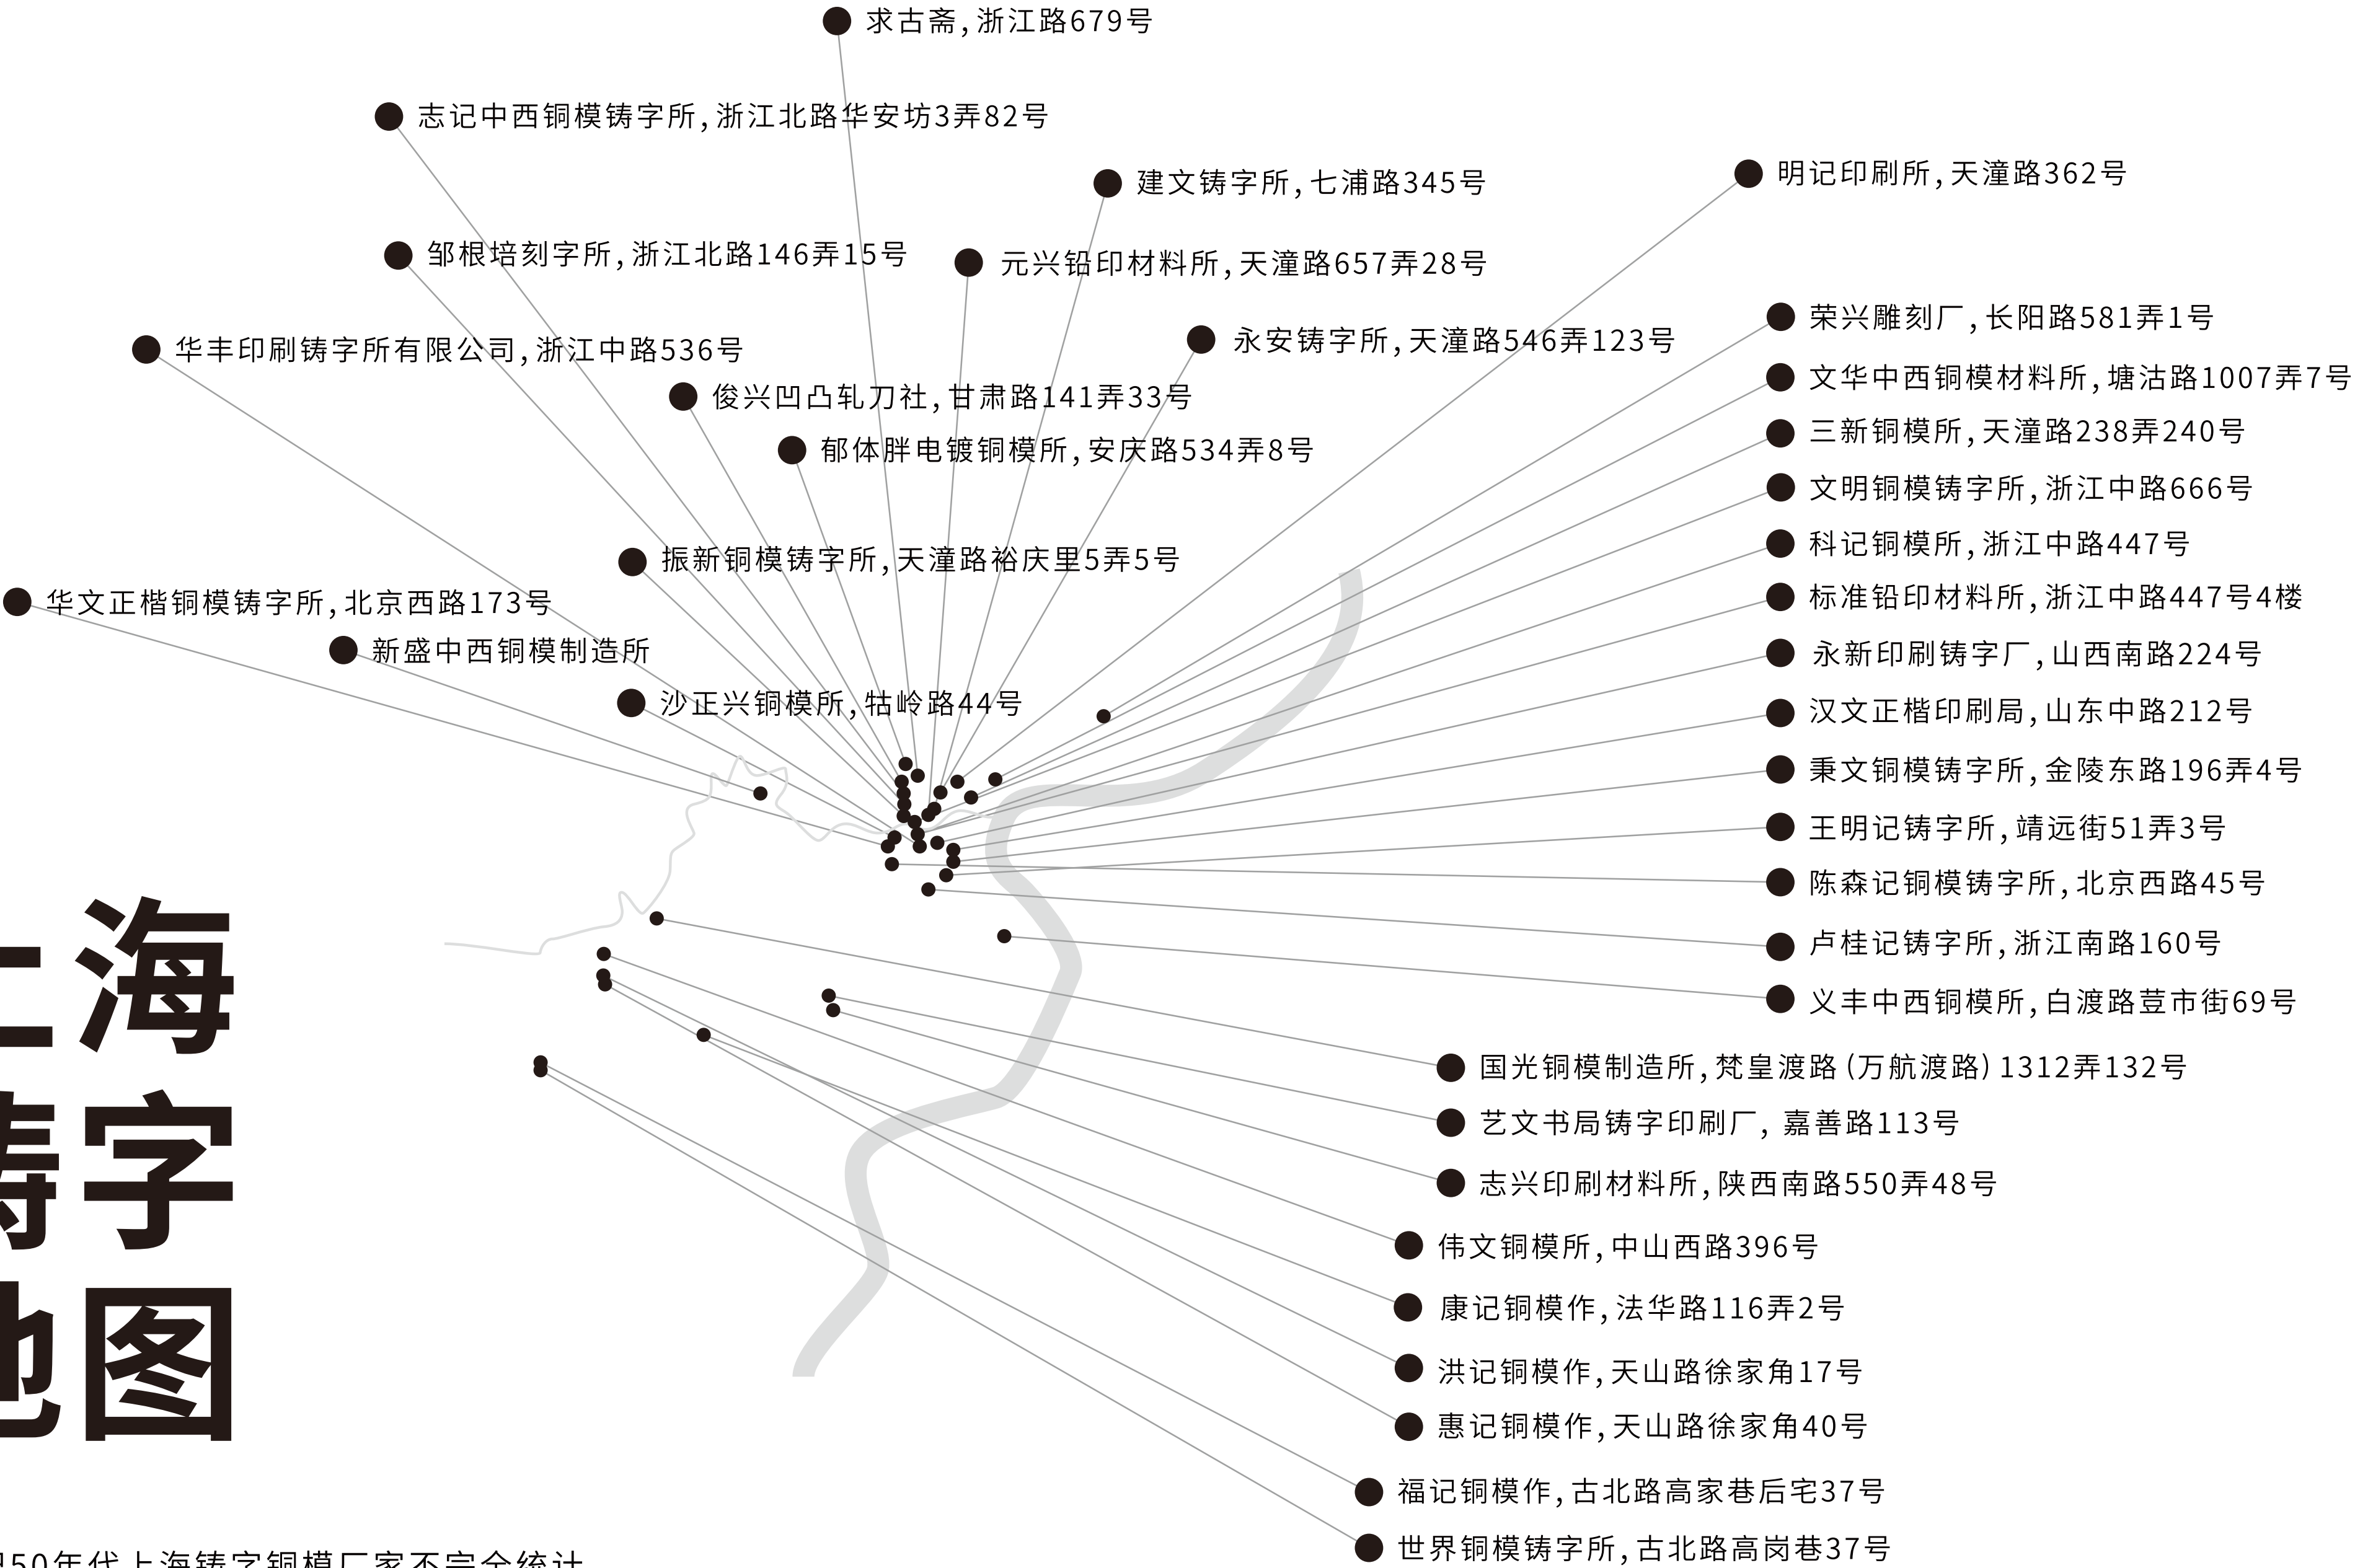 求古斋,浙江路679号
志记中西铜模铸字所,浙江北路华安坊3弄82号
建文铸字所,七浦路345号
明记印刷所,天潼路362号
邹根培刻字所,浙江北路146弄15号
元兴铅印材料所,天潼路657弄28号
华丰印刷铸字所有限公司,浙江中路536号
永安铸字所,天潼路546弄123号
俊兴凹凸轧刀社,甘肃路141弄33号
郁体胖电镀铜模所,安庆路534弄8号
振新铜模铸字所,天潼路裕庆里5弄5号
华文正楷铜模铸字所,北京西路173号
新盛中西铜模制造所
沙正兴铜模所,牯岭路44号
荣兴雕刻厂,长阳路581弄1号
文华中西铜模材料所,塘沽路1007弄7号
三新铜模所,天潼路238弄240号
文明铜模铸字所,浙江中路666号
科记铜模所,浙江中路447号
标准铅印材料所,浙江中路447号4楼
永新印刷铸字厂,山西南路224号
汉文正楷印刷局,山东中路212号
秉文铜模铸字所,金陵东路196弄4号
王明记铸字所,靖远街51弄3号
陈森记铜模铸字所,北京西路45号
卢桂记铸字所,浙江南路160号
义丰中西铜模所,白渡路荳市街69号
国光铜模制造所,梵皇渡路(万航渡路)1312弄132号
艺文书局铸字印刷厂, 嘉善路113号
志兴印刷材料所,陕西南路550弄48号
伟文铜模所,中山西路396号
康记铜模作,法华路116弄2号
洪记铜模作,天山路徐家角17号
惠记铜模作,天山路徐家角40号
福记铜模作,古北路高家巷后宅37号
世界铜模铸字所,古北路高岗巷37号
上海
铸字
地图
50年代上海铸字铜模厂家不完全统计